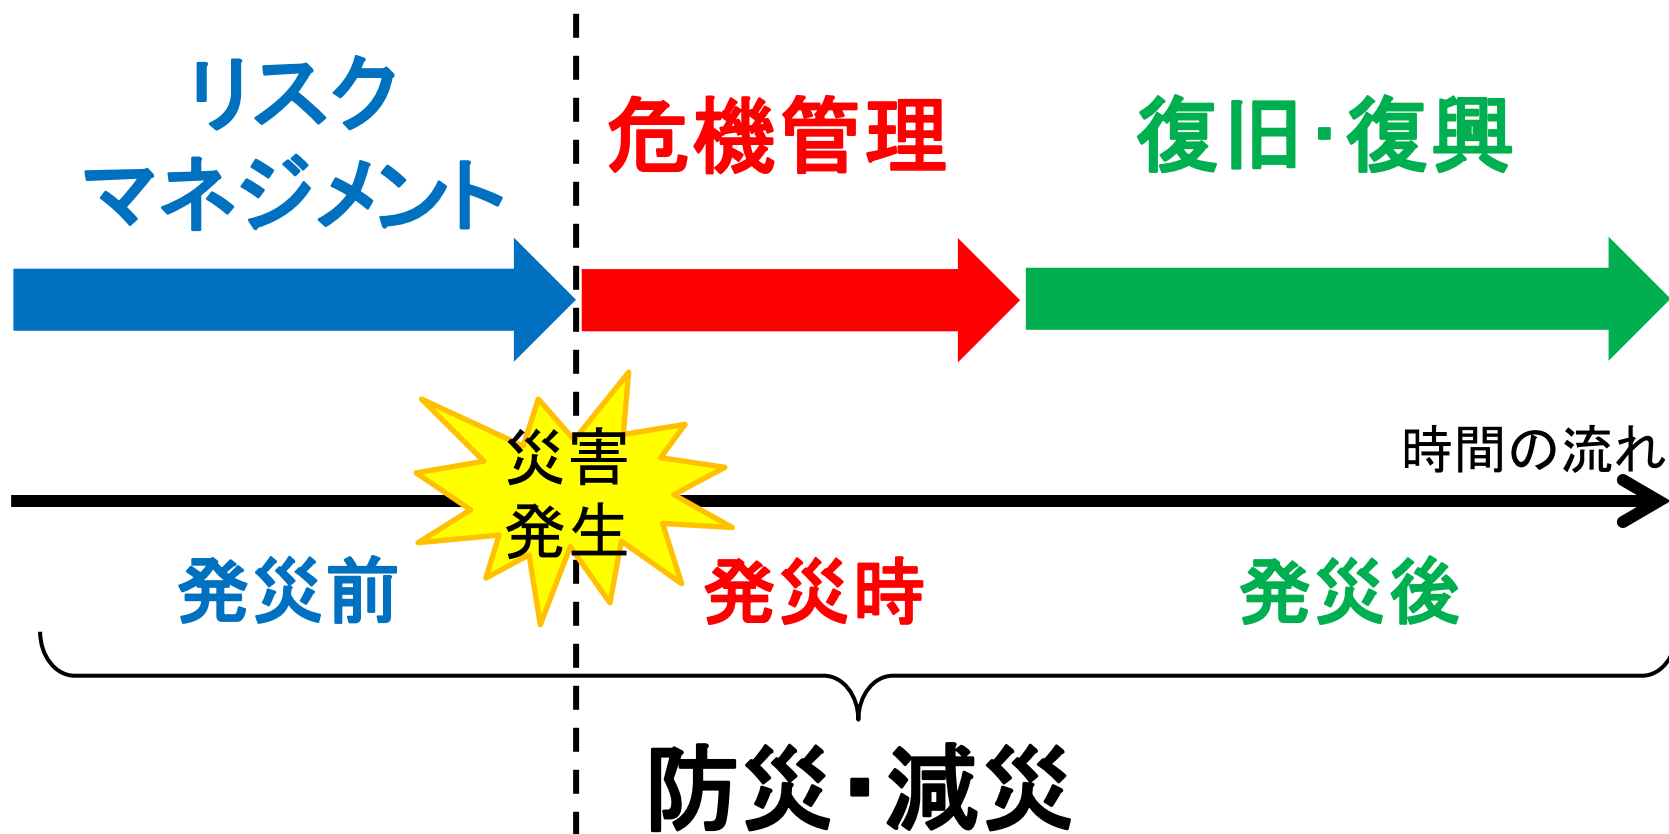 リスク
マネジメント
危機管理
復旧・復興
災害
発生
時間の流れ
発災前
発災時
発災後
防災・減災